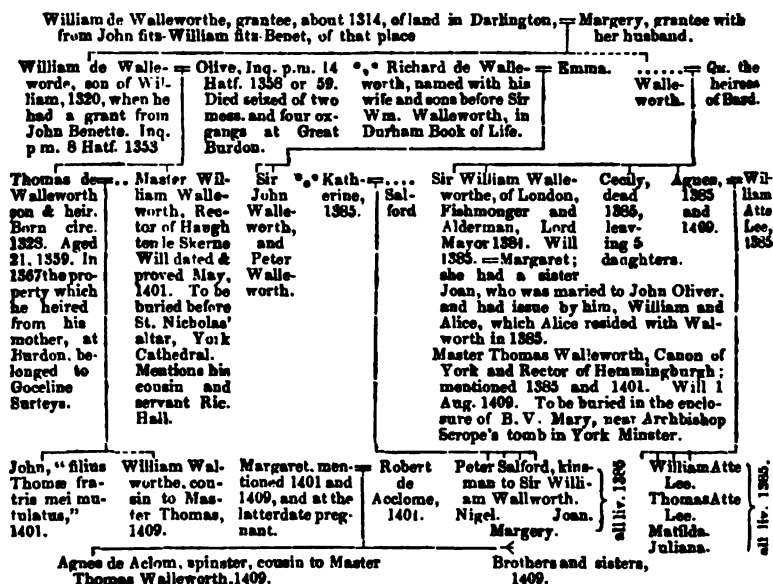 William de Walleworthe, grantee, about 1314, of land in Darlington, = Margery, grantee with
from John fits-William fits-Benet, of that place
her husband.
William de Walle-
worde, son of Wil-
liam, 1320, when he
had a grant from
John Benette. Inq.
p m. 8 Hatf. 1353
= Olive, Inq. p.m. 14
Hatf. 1358 or 59.
Died seized of two
mess. and four ox-
gangs at Great
Burdon.
*,* Richard de Walle-
worth, named with his
wife and sons before Sir
Wm. Walleworth, in
Durham Book of Life.
= Emma.
......
Walle-
worth.
= Qx. the
heiress
of Bard.
Thomas de
Walleworth
son & heir.
Born circ.
1328. Aged
21, 1359. In
1367 the pro-
perty which
he heired
from his
mother, at
Burdon, be-
longed to
Goceline
Surteys.
=..
Master Wil-
liam Walle-
worth, Rec-
tor of Haugh
ten le Skerne
Will dated &
proved May,
1401. To be
buried before
St. Nicholas'
altar, York
Cathedral.
Mentions his
cousin and
servant Ric.
Hall.
Sir
John
Walle-
worth,
and
Peter
Walle-
worth.
*,* Kath-
erine,
1385.
=....
Sal-
ford
Sir William Walle-
worthe, of London,
Fishmonger and
Alderman, Lord
Mayor 1381. Will
1385. = Margaret;
she had a sister
Joan, who was maried to John Oliver,
and had issue by him, William and
Alice, which Alice resided with Wal-
worth in 1385.
Master Thomas Walleworth, Canon of
York and Rector of Hemmingburgh;
mentioned 1385 and 1401. Will 1
Aug. 1409. To be buried in the enclo-
sure of B. V. Mary, near Archbishop
Scrope's tomb in York Minster.
Cecily,
dead
1385,
leav-
ing 5
daughters.
Agnes,
1385
and
1409.
= Wil-
liam
Atte
Lee,
1385
John, "filius
Thomæ fra-
tris mei mu-
tulatus,"
1401.
William Wal-
worthe, cou-
sin to Mas-
ter Thomas,
1409.
Margaret, men-
tioned 1401 and
1409, and at the
latter date preg-
nant.
= Robert
de
Acclome,
1401.
Peter Salford, kins-
man to Sir Willi-
am Wallworth.
Nigel. Joan.
Margery.
all liv. 1385
William Atte
Lee.
Thomas Atte
Lee.
Matilda.
Juliana.
all liv. 1385.
Agnes de Aclom, spinster, cousin to Master
Thomas Walleworth, 1409.
Brothers and sisters,
1409.